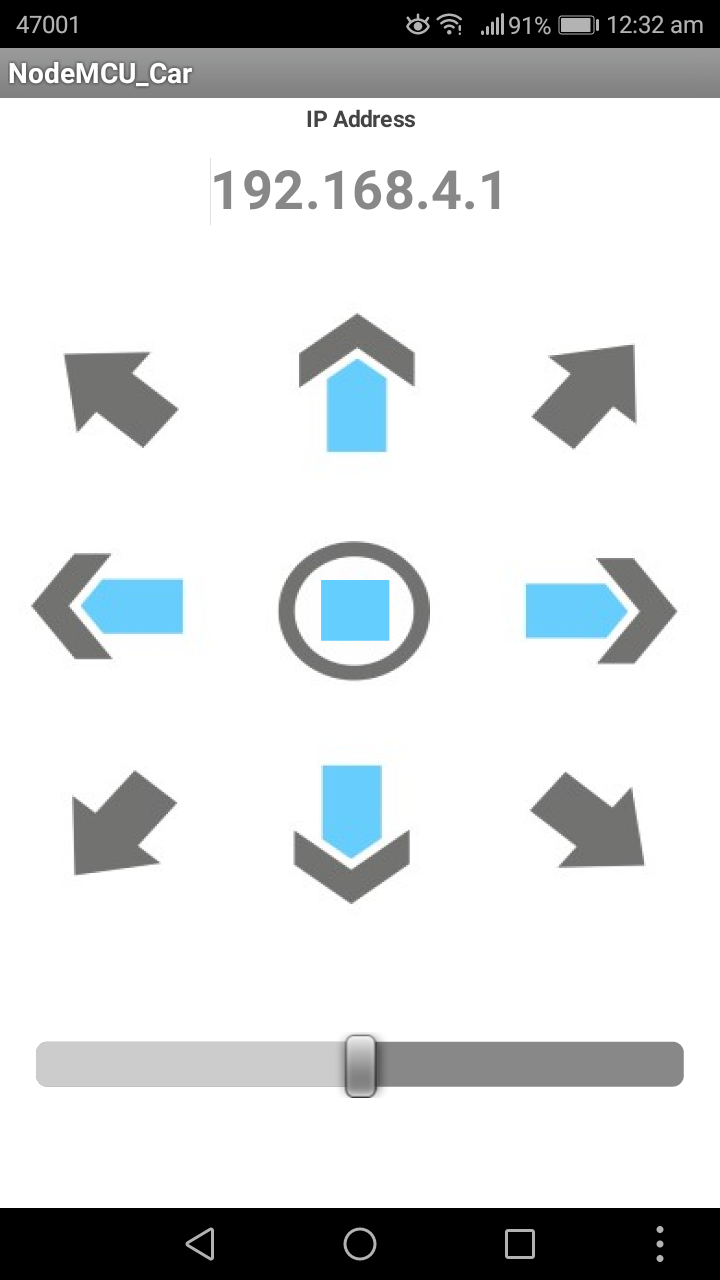 47001 91% 12:32 am
NodeMCU_Car
IP Address
192.168.4.1